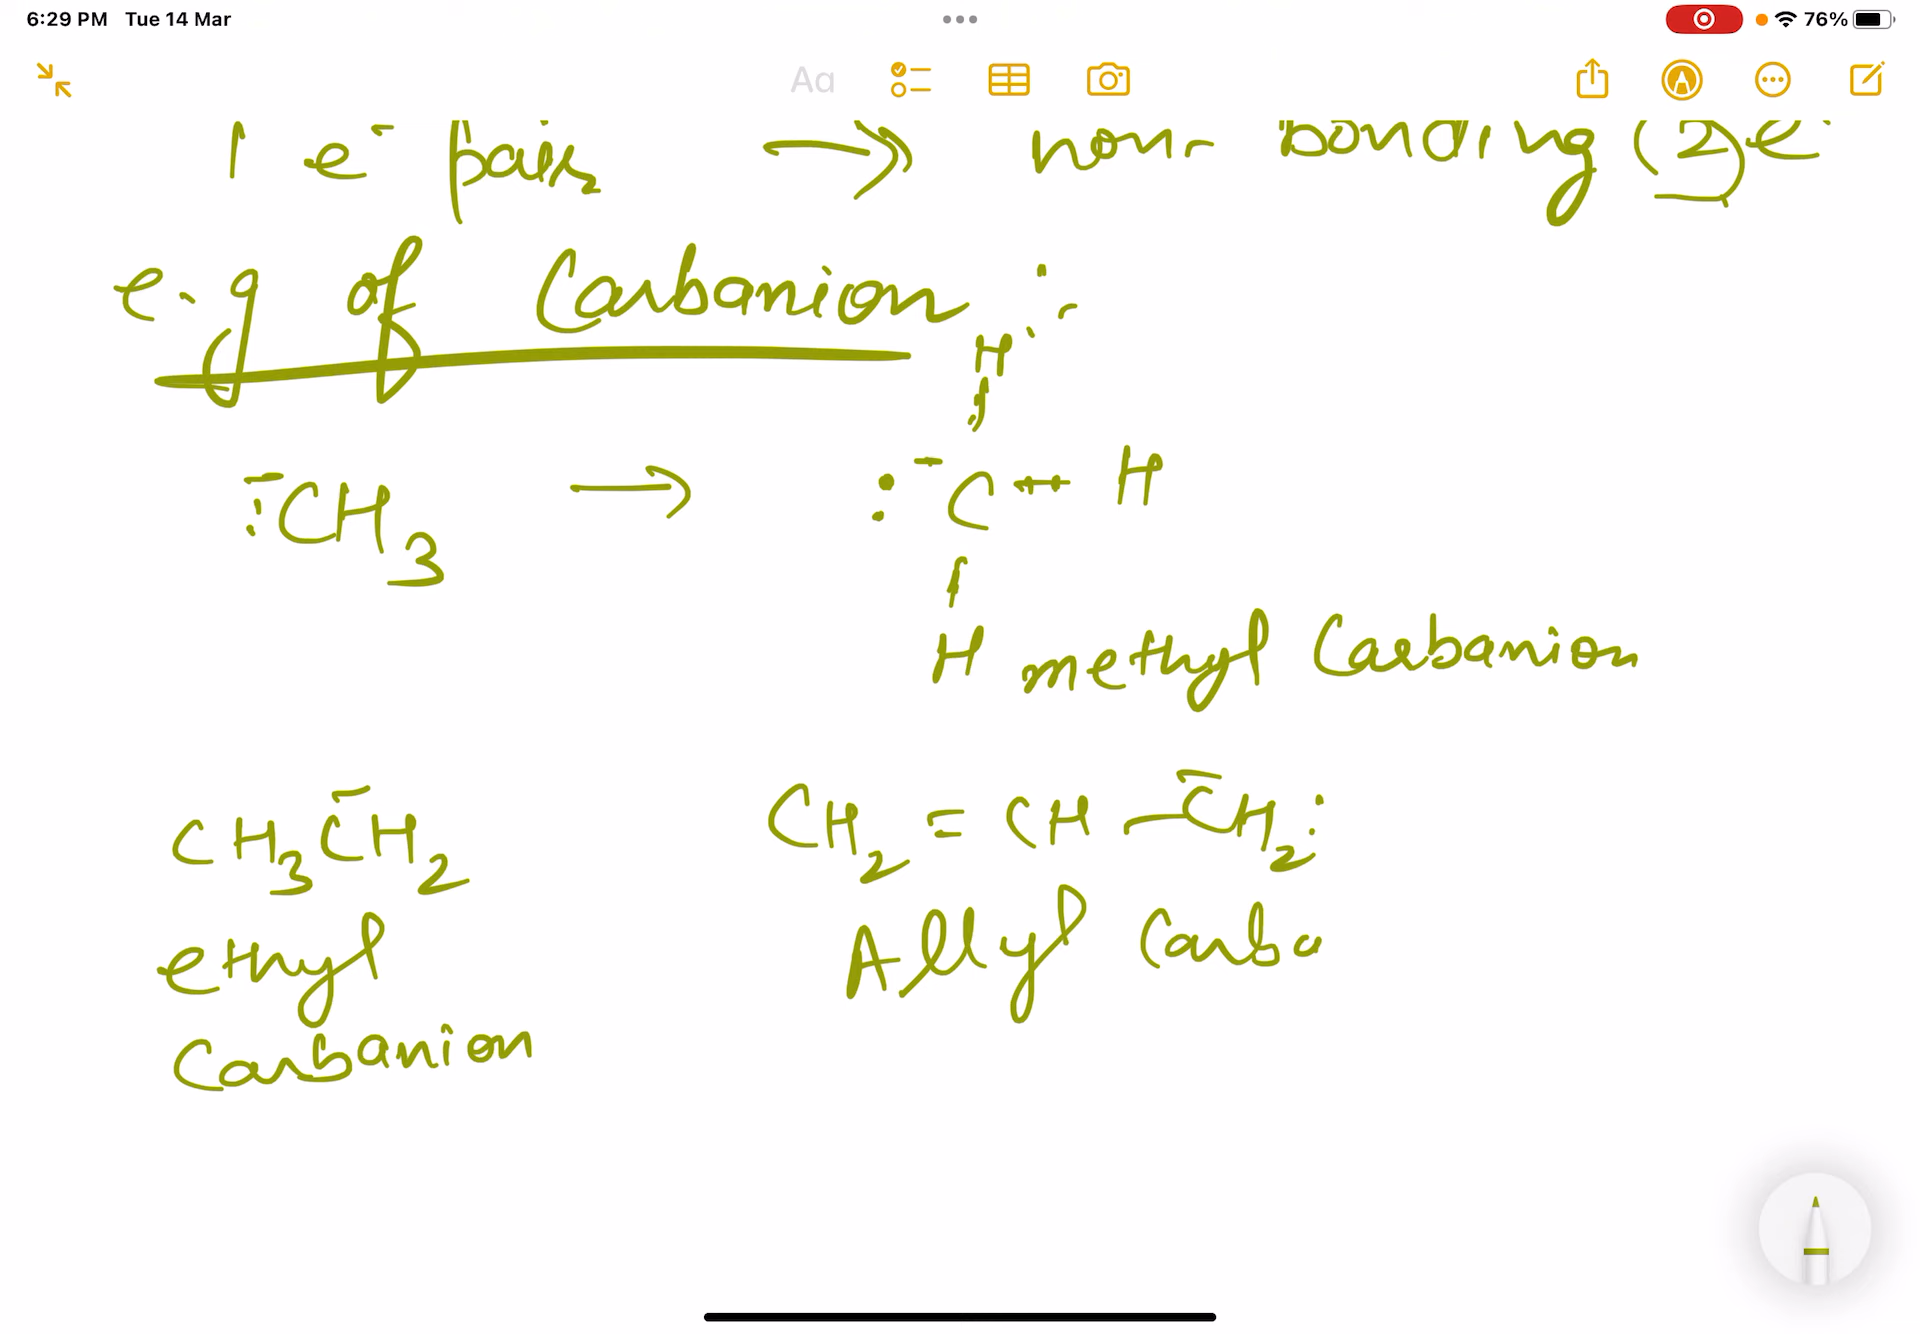 6:29 PM Tue 14 Mar
76%
Aa
1 e⁻ pair → non-bonding (2)e⁻
e.g of Carbanion :-
H
:⁻CH3 → :⁻C-H
H methyl Carbanion
CH3C̄H2 CH2 = CH - C̄H2:
ethyl Allyl Carba
Carbanion